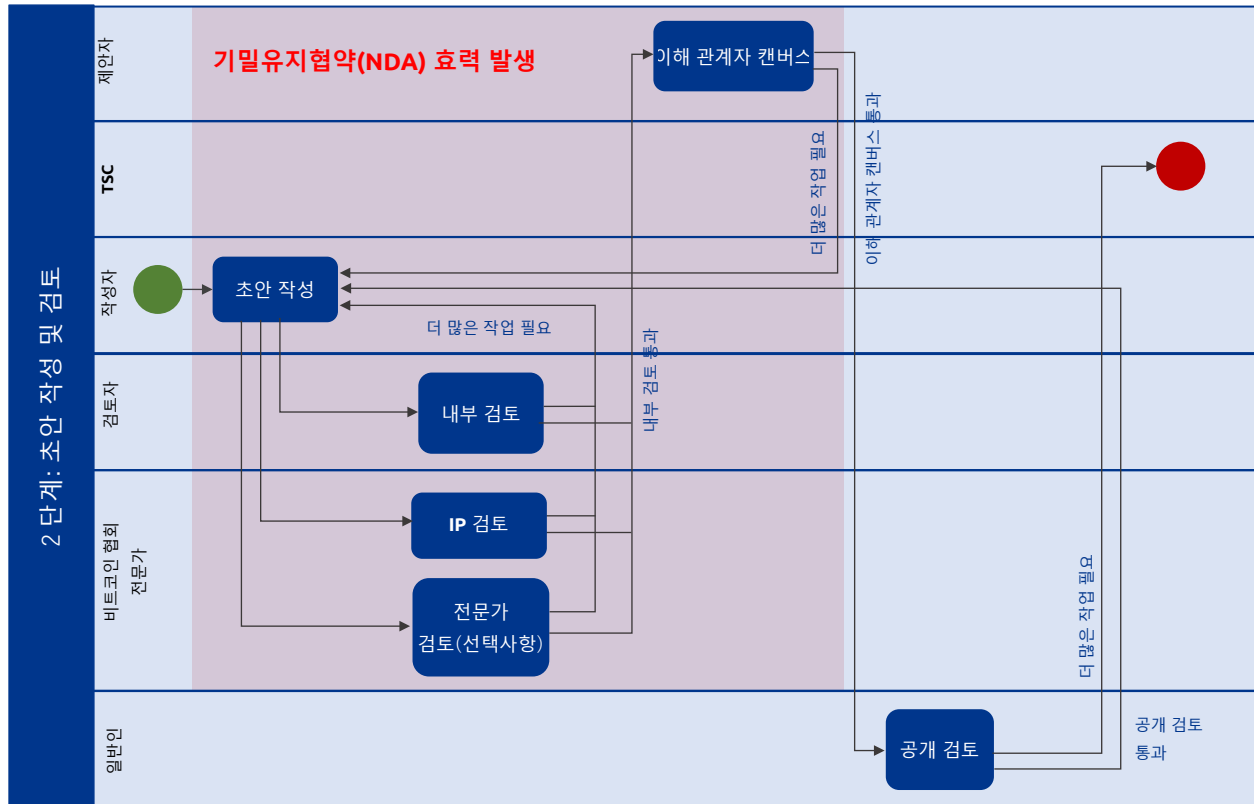 2 단계: 초안 작성 및 검토
제안자
기밀유지협약(NDA) 효력 발생
이해 관계자 캔버스
더 많은 작업 필요
이해 관계자 캔버스 통과
TSC
작성자
초안 작성
더 많은 작업 필요
내부 검토 통과
검토자
내부 검토
비트코인 협회
전문가
IP 검토
전문가
검토(선택사항)
더 많은 작업 필요
일반인
공개 검토
공개 검토
통과